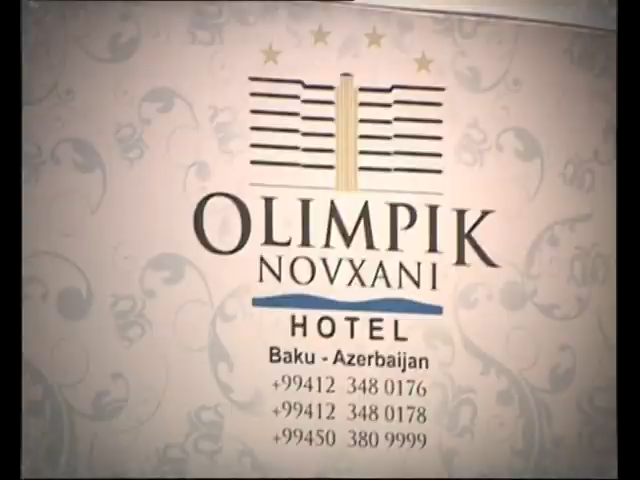 OLIMPIK
NOVXANI
HOTEL
Baku - Azerbaijan
+99412 348 0176
+99412 348 0178
+99450 380 9999